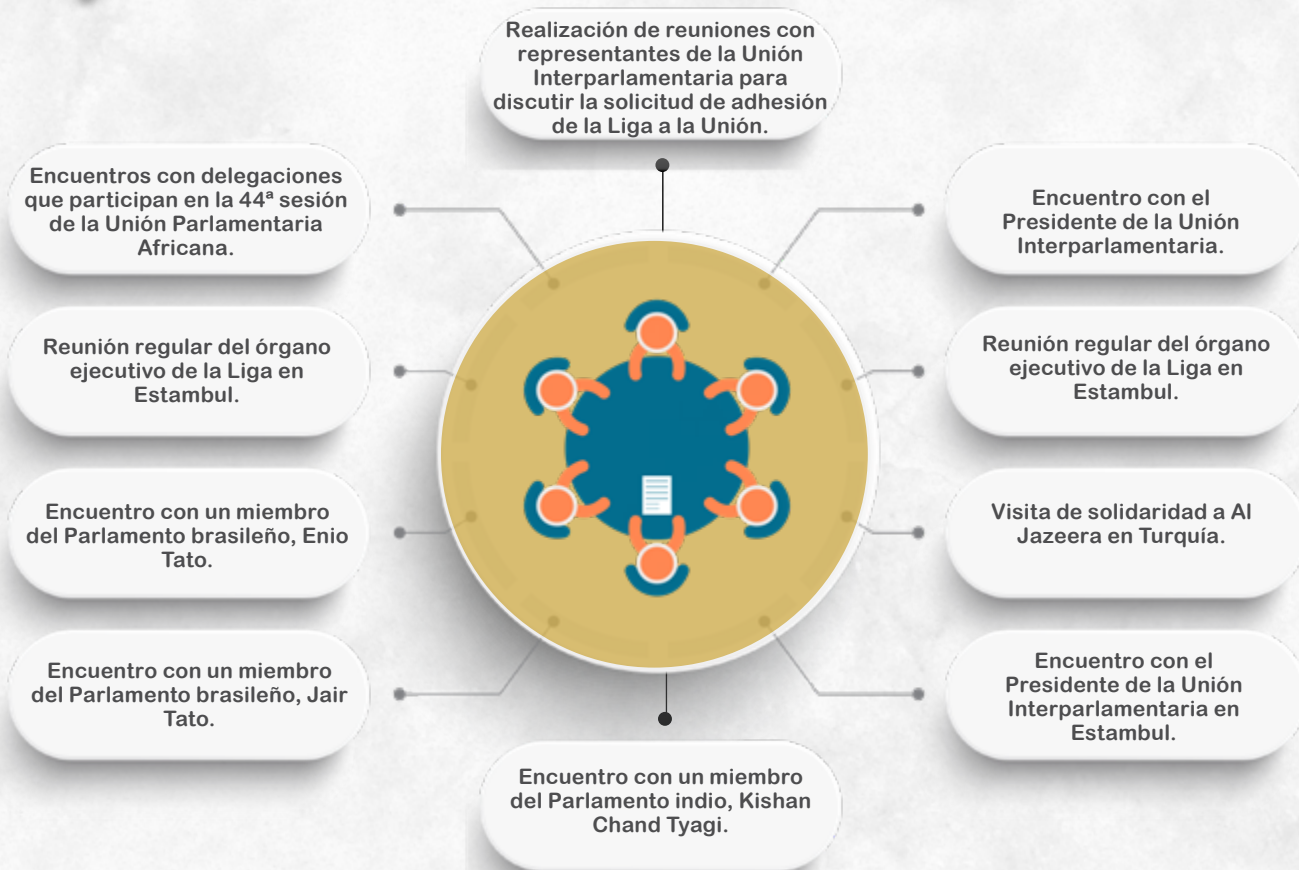 Realización de reuniones con
representantes de la Unión
Interparlamentaria para
discutir la solicitud de adhesión
de la Liga a la Unión.
Encuentros con delegaciones
que participan en la 44ª sesión
de la Unión Parlamentaria
Africana.
Reunión regular del órgano
ejecutivo de la Liga en
Estambul.
Encuentro con un miembro
del Parlamento brasileño, Enio
Tato.
Encuentro con un miembro
del Parlamento brasileño, Jair
Tato.
Encuentro con el
Presidente de la Unión
Interparlamentaria.
Reunión regular del órgano
ejecutivo de la Liga en
Estambul.
Visita de solidaridad a Al
Jazeera en Turquía.
Encuentro con el
Presidente de la Unión
Interparlamentaria en
Estambul.
Encuentro con un miembro
del Parlamento indio, Kishan
Chand Tyagi.